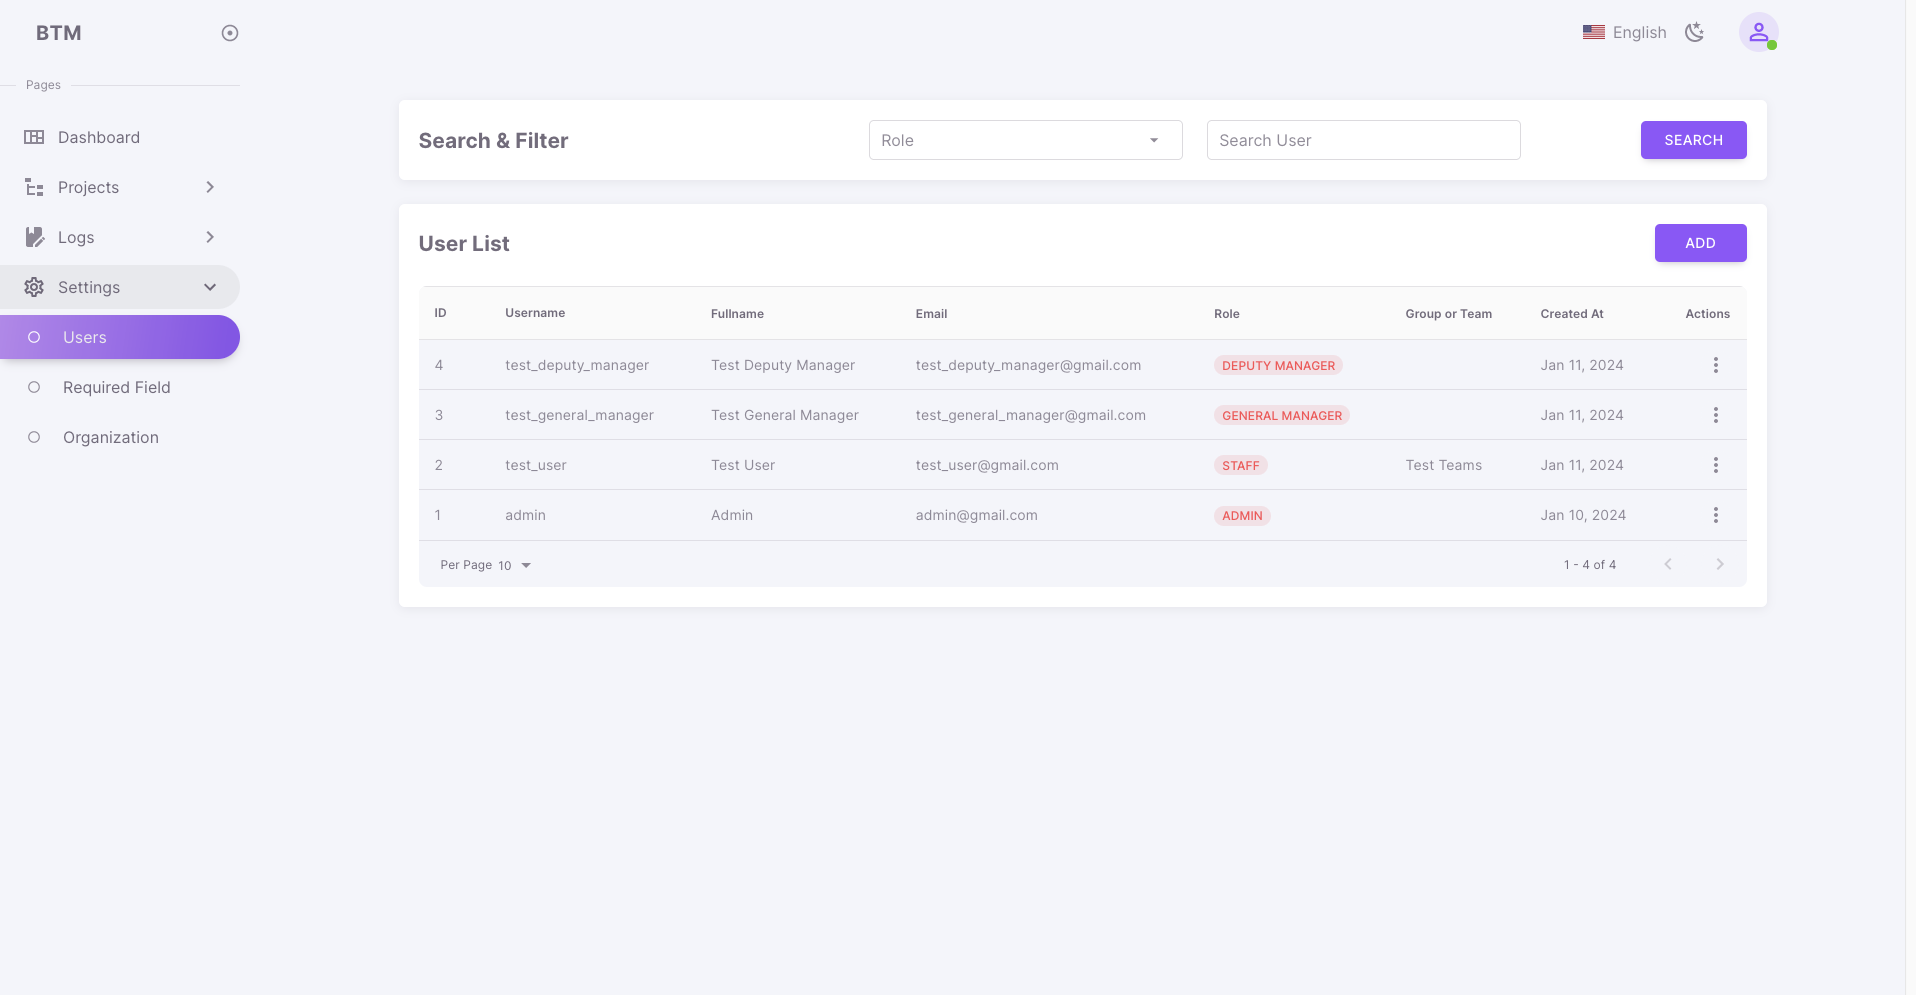 BTM
English
Pages
Dashboard
Projects
Logs
Settings
Users
Required Field
Organization
Search & Filter
Role
Search User
SEARCH
User List
ADD
ID Username Fullname Email Role Group or Team Created At Actions
4 test_deputy_manager Test Deputy Manager test_deputy_manager@gmail.com DEPUTY MANAGER Jan 11, 2024
3 test_general_manager Test General Manager test_general_manager@gmail.com GENERAL MANAGER Jan 11, 2024
2 test_user Test User test_user@gmail.com STAFF Test Teams Jan 11, 2024
1 admin Admin admin@gmail.com ADMIN Jan 10, 2024
Per Page 10 1 - 4 of 4